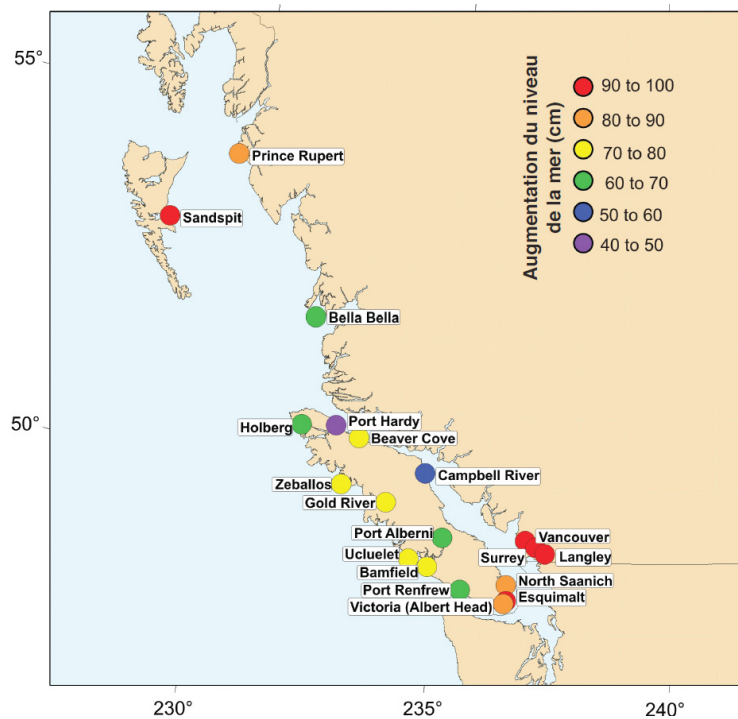 55°
50°
230°
235°
240°
Augmentation du niveau
de la mer (cm)
90 to 100
80 to 90
70 to 80
60 to 70
50 to 60
40 to 50
Prince Rupert
Sandspit
Bella Bella
Port Hardy
Holberg
Beaver Cove
Campbell River
Zeballos
Gold River
Port Alberni
Vancouver
Ucluelet
Surrey
Langley
Bamfield
North Saanich
Port Renfrew
Esquimalt
Victoria (Albert Head)